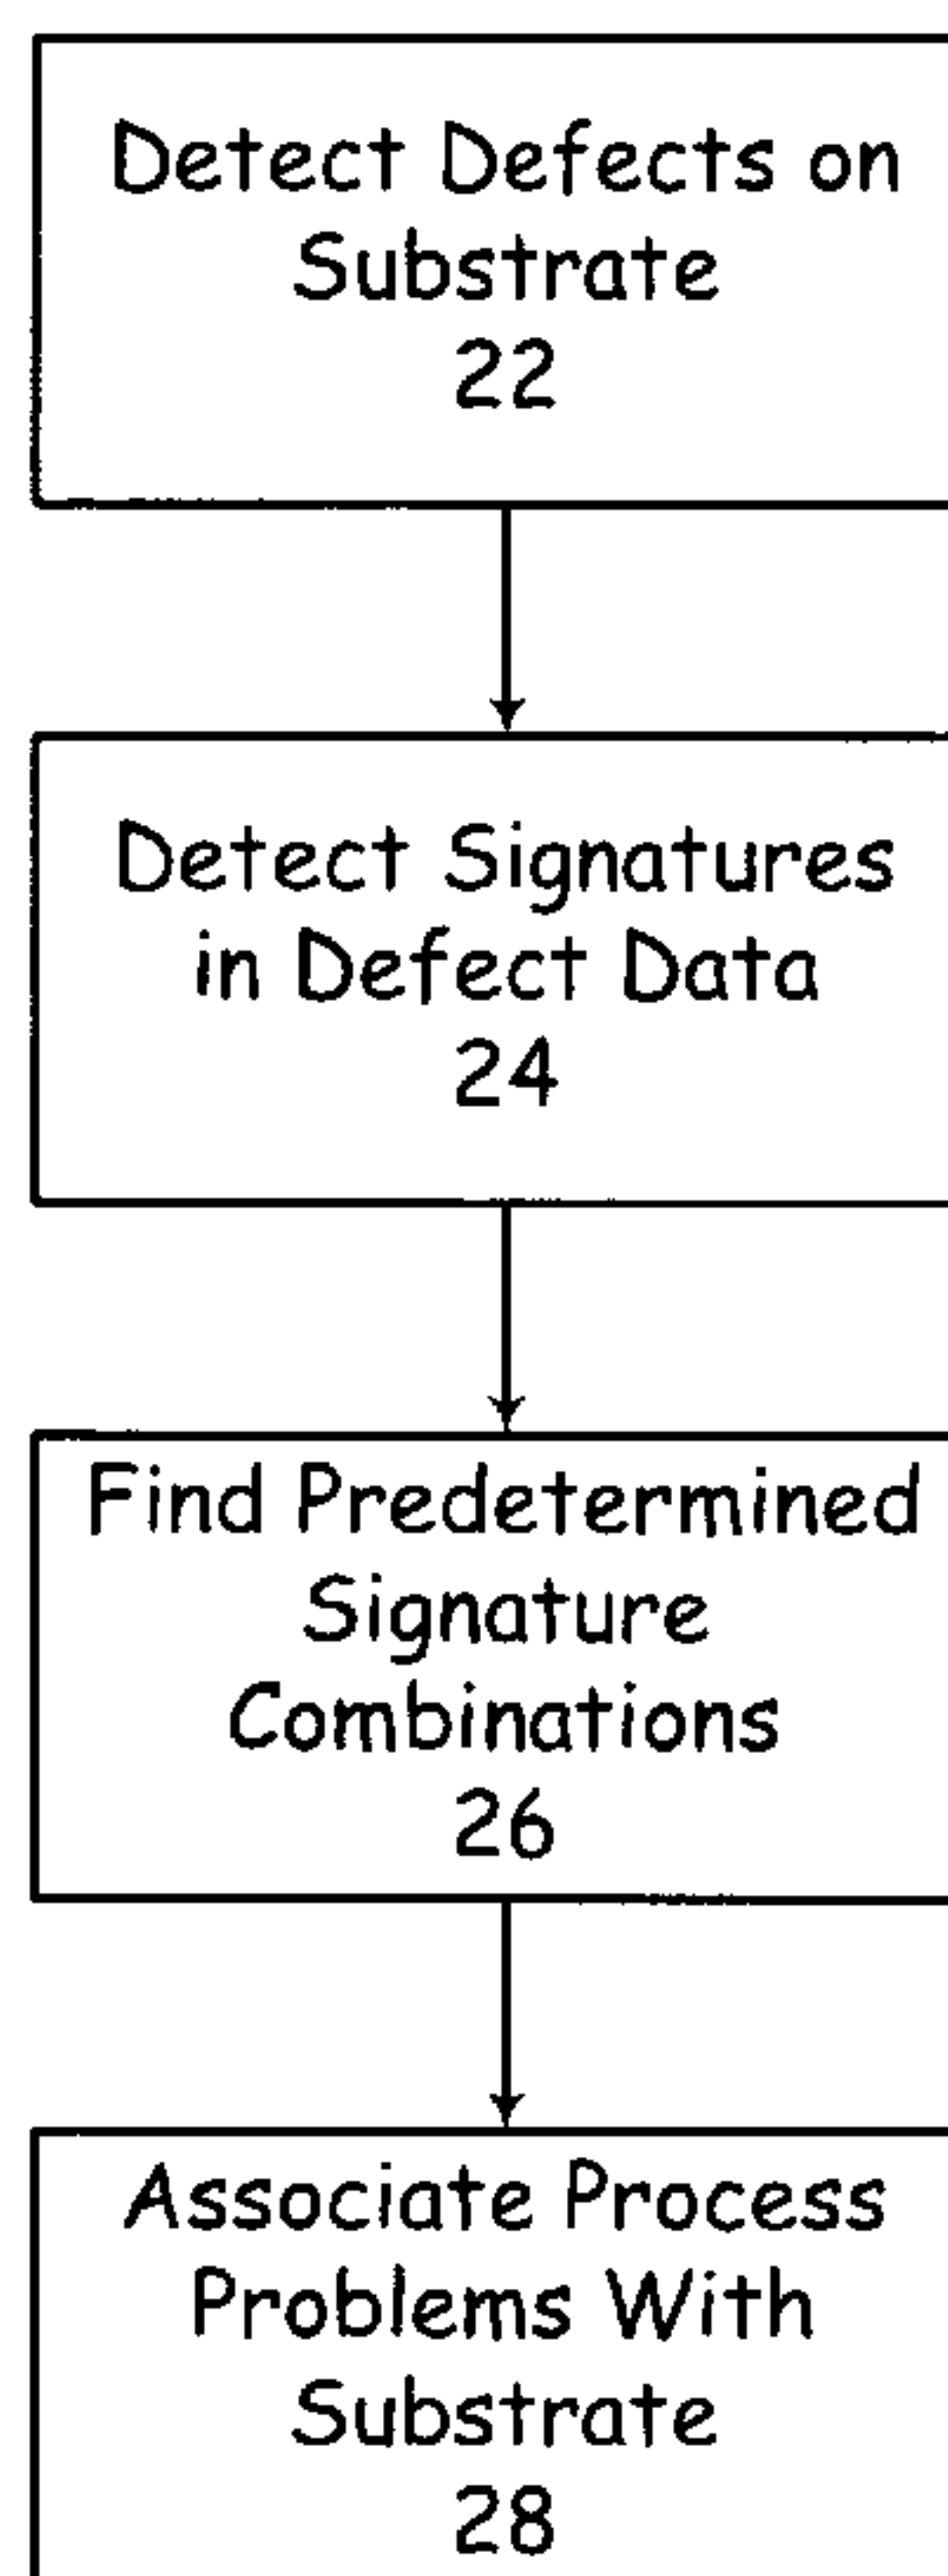 Detect Defects on
Substrate
22
Detect Signatures
in Defect Data
24
Find Predetermined
Signature
Combinations
26
Associate Process
Problems With
Substrate
28